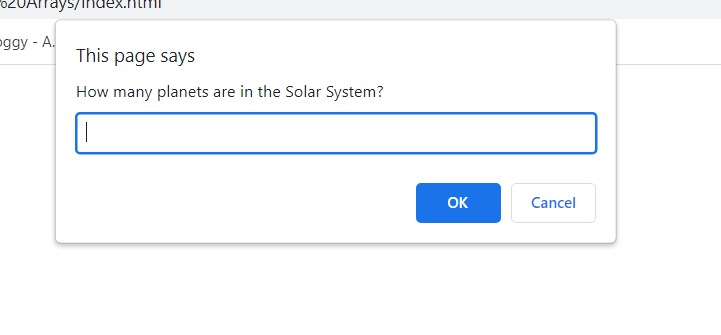 %20Arrays/index.html
oggy - A.
This page says
How many planets are in the Solar System?
OK
Cancel